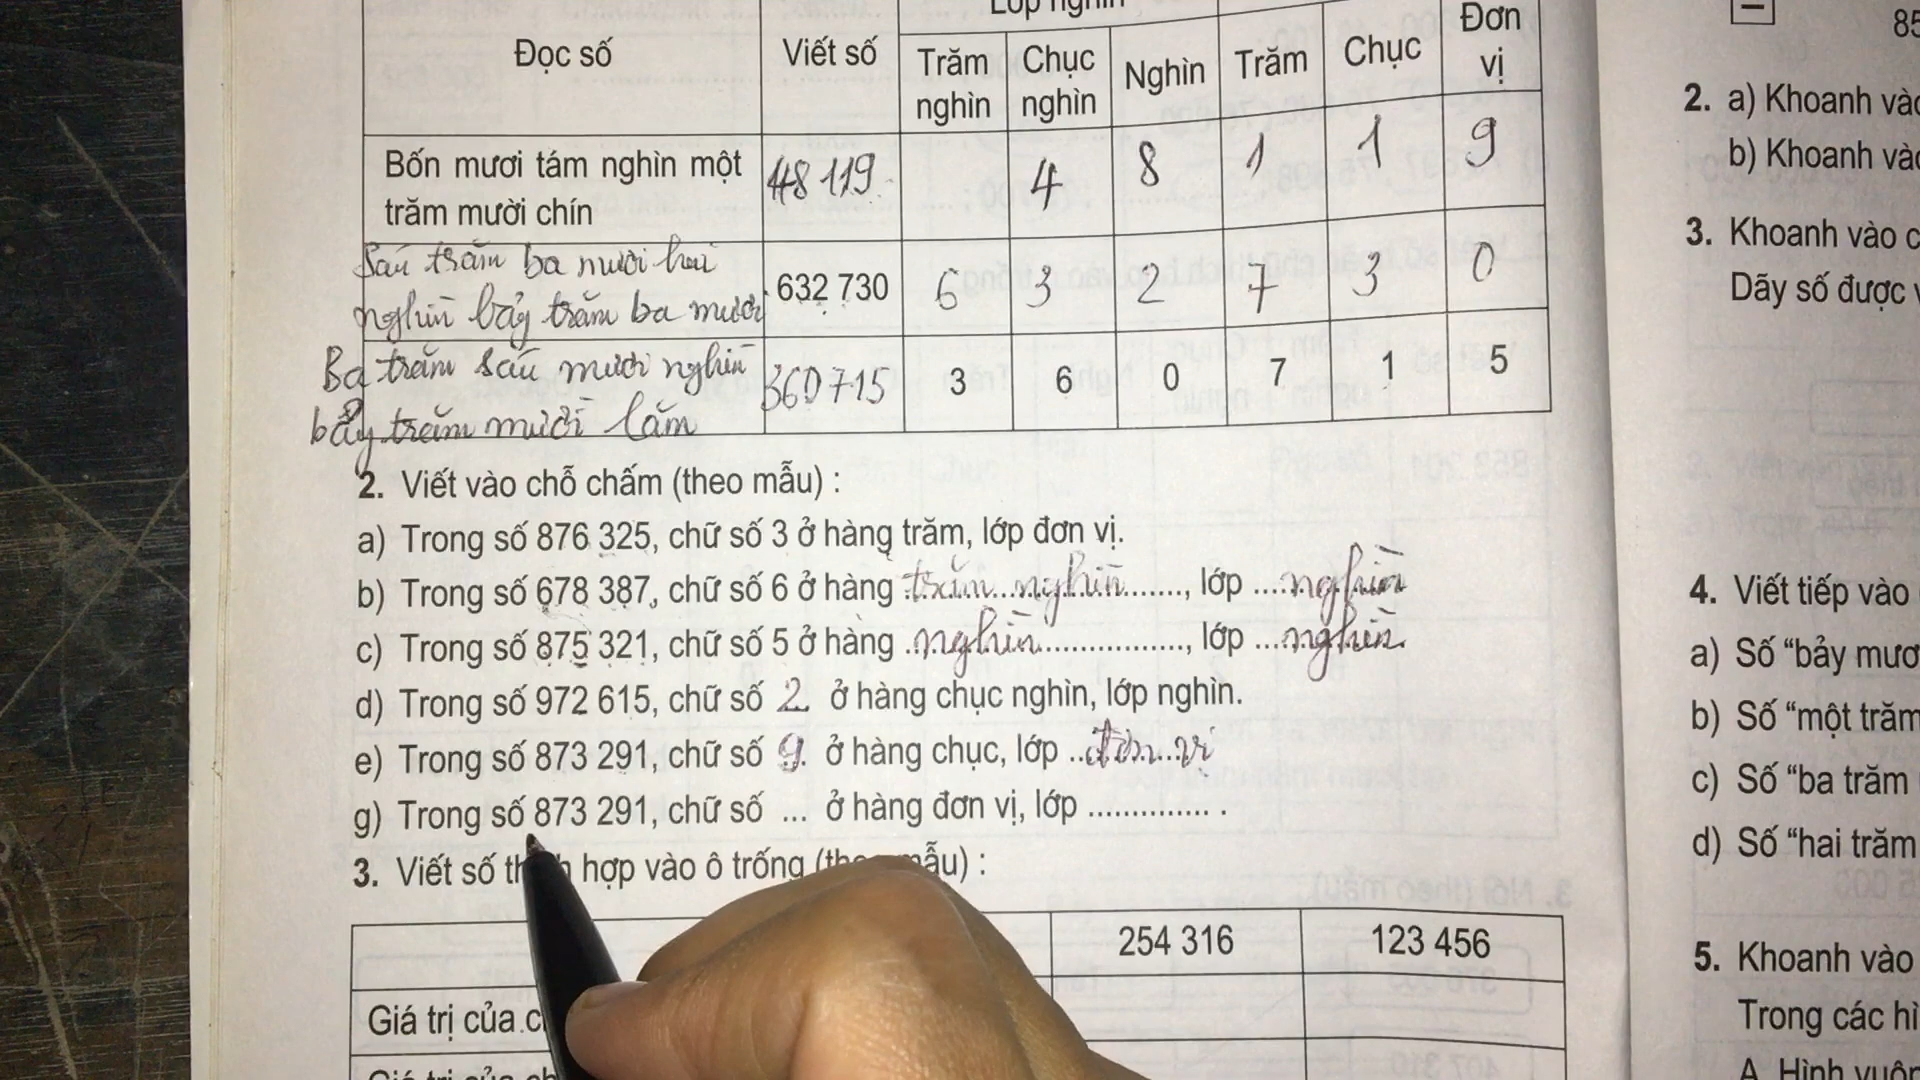 Lớp nghìn
Đọc số
Viết số
Trăm nghìn
Chục nghìn
Nghìn
Trăm
Chục
Đơn vị
Bốn mươi tám nghìn một trăm mười chín
48 119
4
8
1
1
9
Sáu trăm ba mươi hai
nghìn bảy trăm ba mươi
632 730
6
3
2
7
3
0
Ba trăm sáu mươi nghìn
bảy trăm mười lăm
360715
3
6
0
7
1
5
2. Viết vào chỗ chấm (theo mẫu) :
a) Trong số 876 325, chữ số 3 ở hàng trăm, lớp đơn vị.
b) Trong số 678 387, chữ số 6 ở hàng trăm nghìn, lớp nghìn
c) Trong số 875 321, chữ số 5 ở hàng nghìn, lớp nghìn
d) Trong số 972 615, chữ số 2 ở hàng chục nghìn, lớp nghìn.
e) Trong số 873 291, chữ số 9 ở hàng chục, lớp đơn vị
g) Trong số 873 291, chữ số ... ở hàng đơn vị, lớp .............. .
3. Viết số hợp vào ô trống mẫu) :
254 316
123 456
Giá trị của
85
2. a) Khoanh
b) Khoanh
3. Khoanh vào
Dãy số được
4. Viết tiếp vào
a) Số "bảy
b) Số "một trăm
c) Số "ba trăm
d) Số "hai trăm
5. Khoanh vào
Trong các
A. Hình